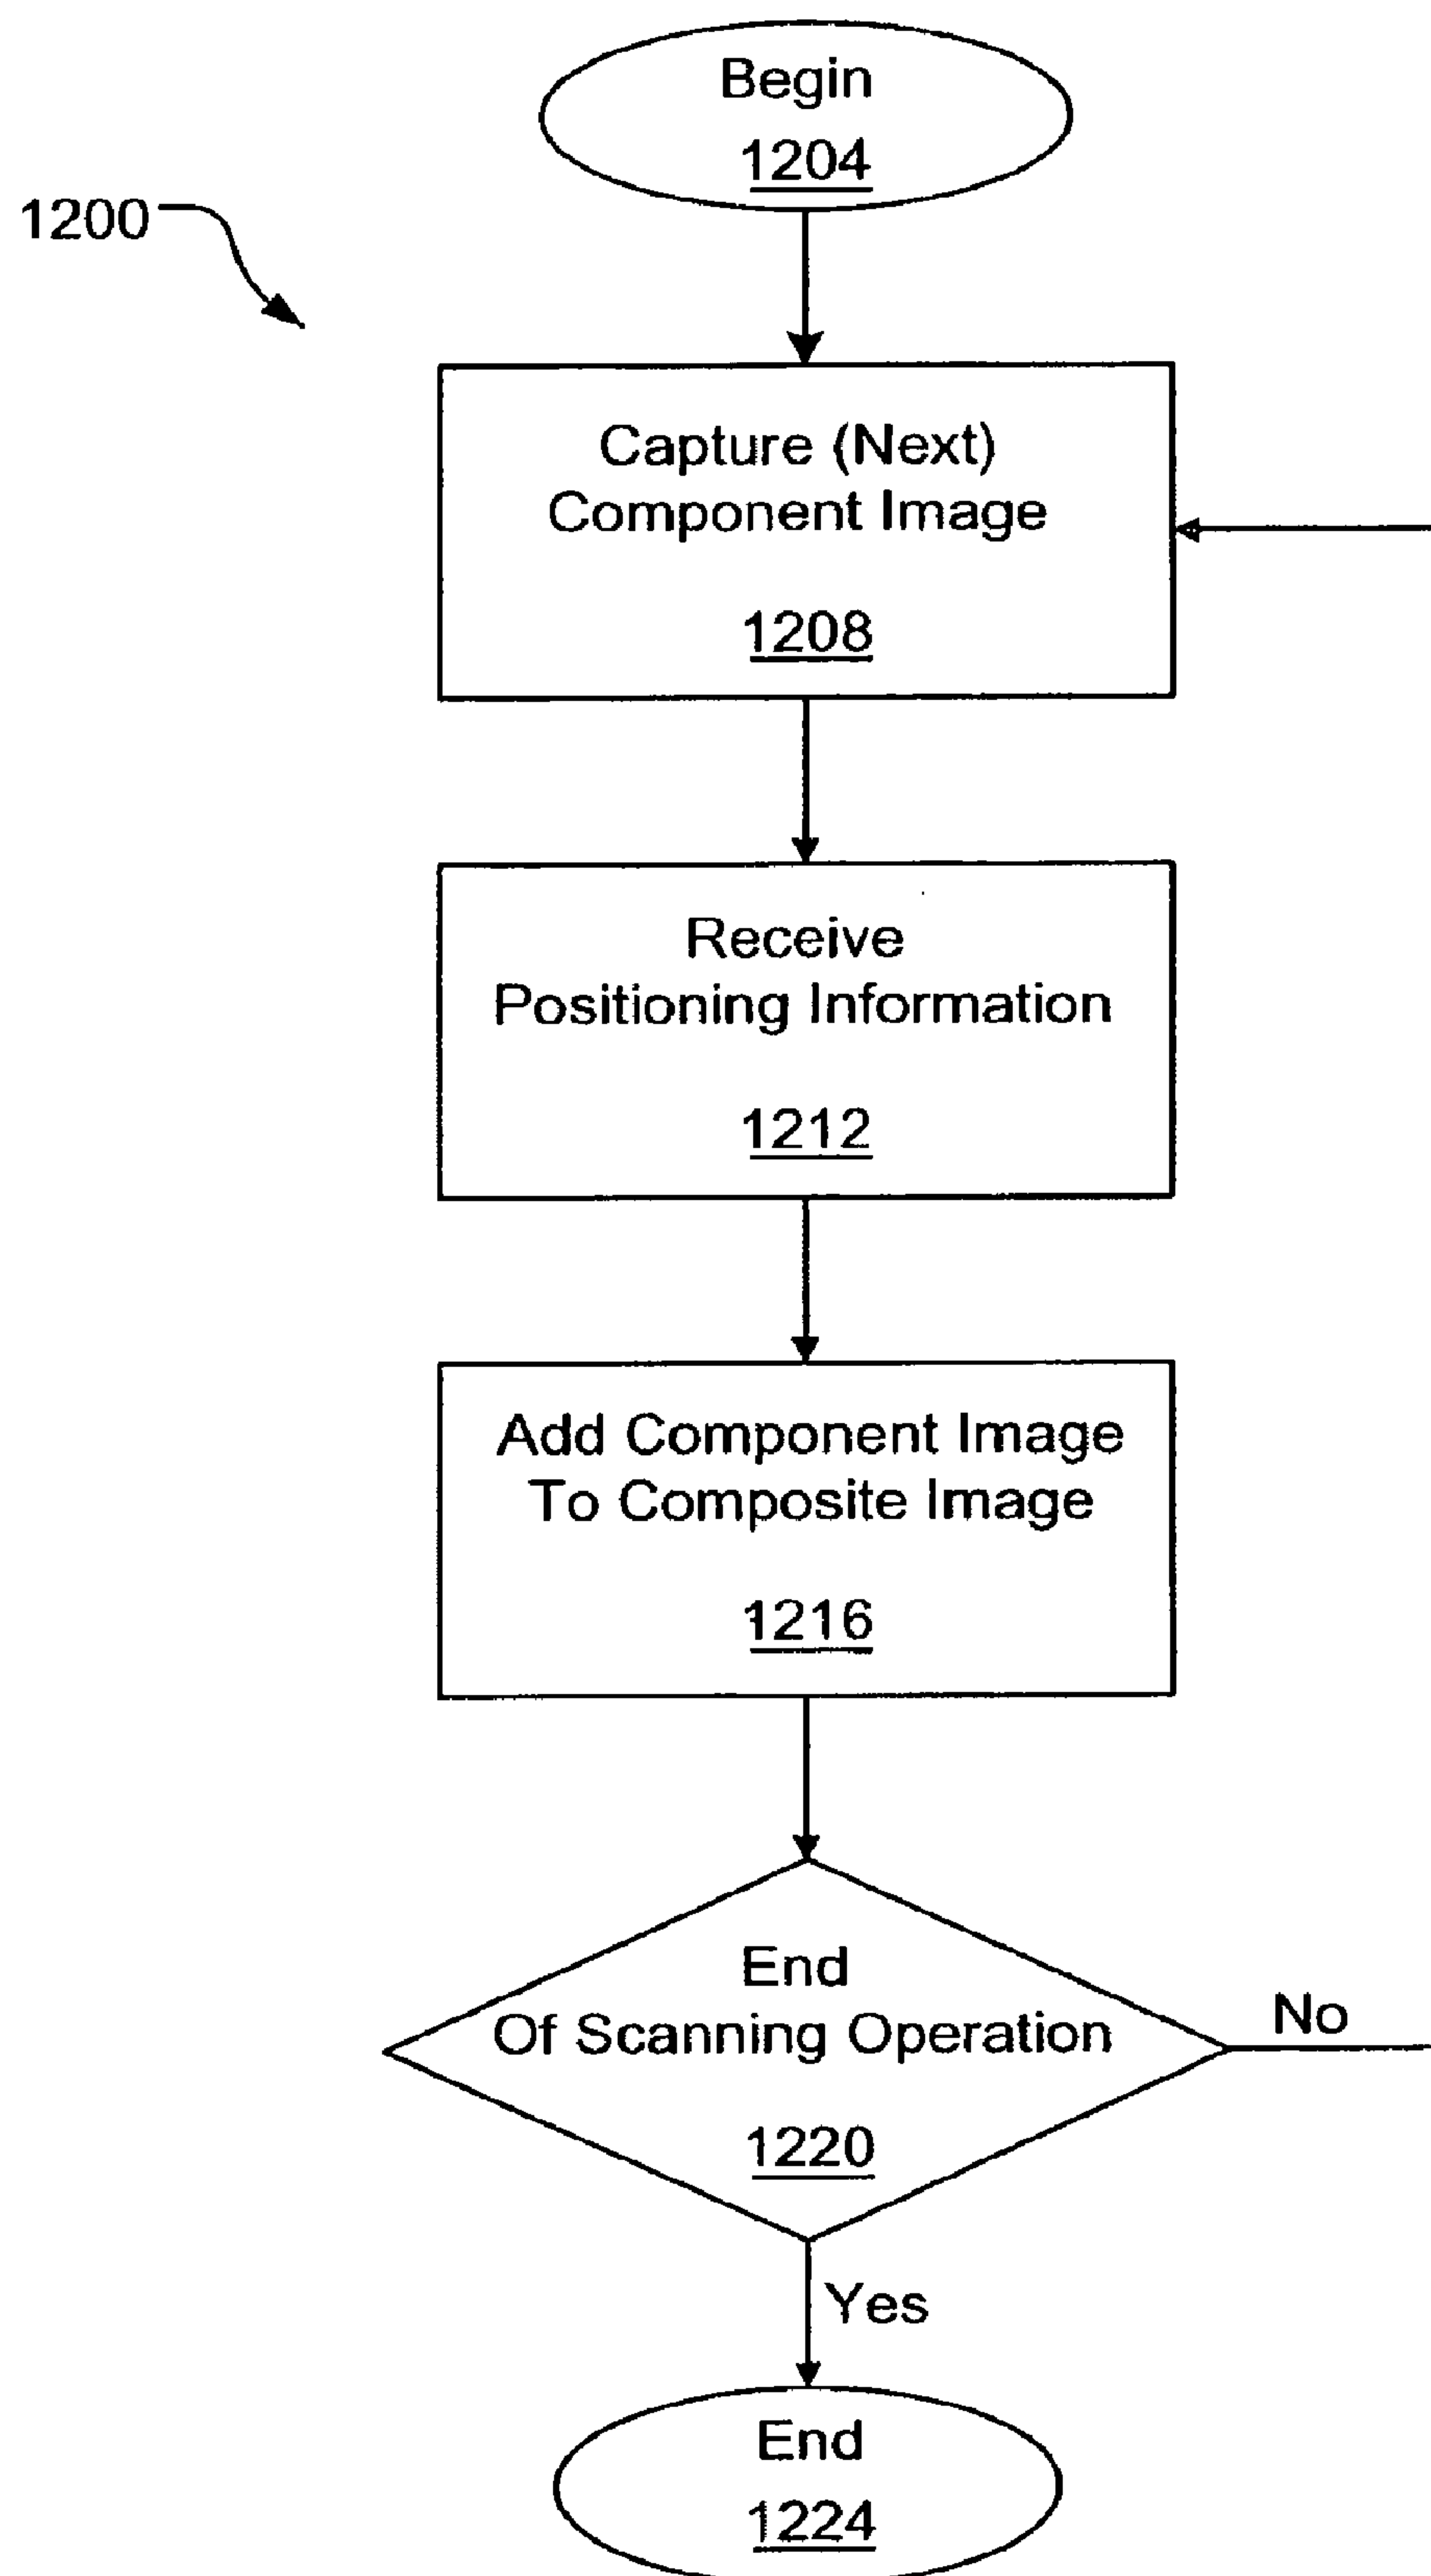 Begin
1204
1200
Capture (Next)
Component Image
1208
Receive
Positioning Information
1212
Add Component Image
To Composite Image
1216
End
Of Scanning Operation
1220
No
Yes
End
1224